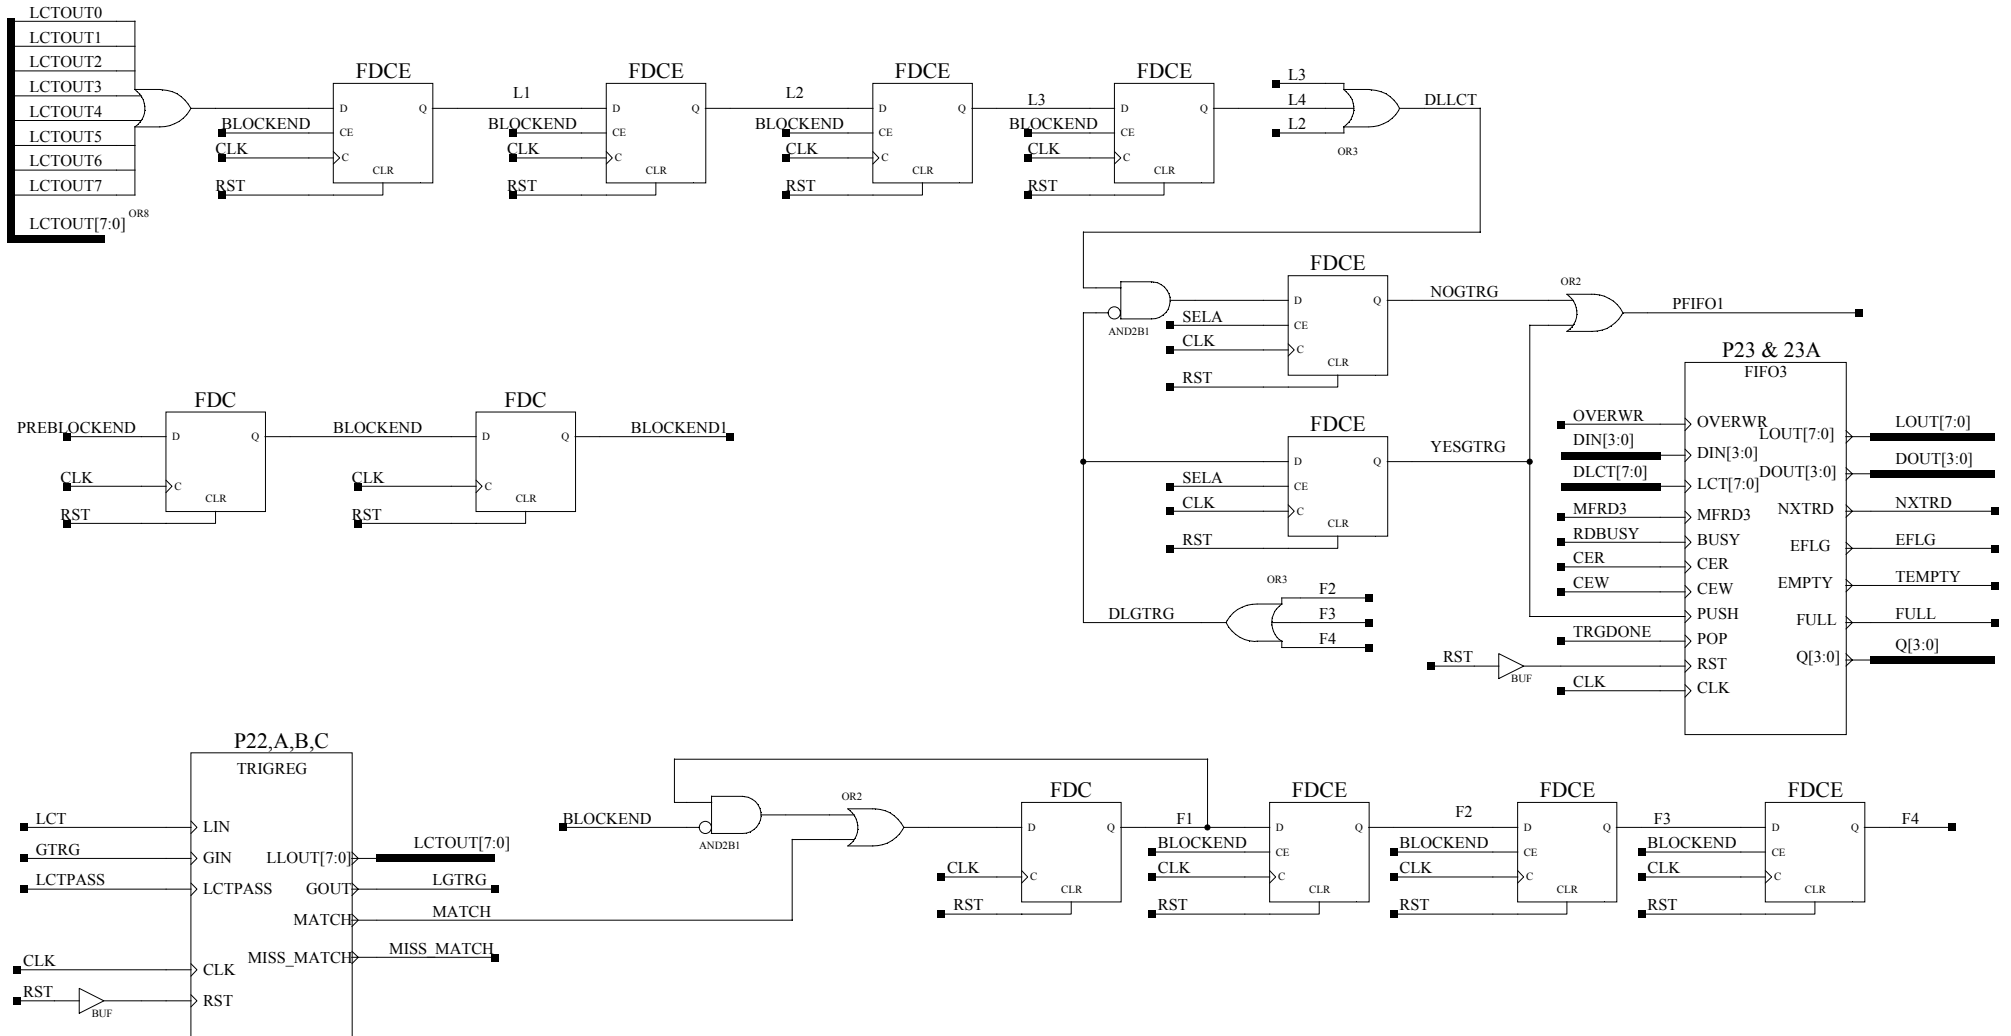 LCTOUT0
LCTOUT1
LCTOUT2
LCTOUT3
LCTOUT4
LCTOUT5
LCTOUT6
LCTOUT7
LCTOUT[7:0]
OR8
FDCE
D
Q
CE
C
CLR
BLOCKEND
CLK
RST
L1
FDCE
D
Q
CE
C
CLR
BLOCKEND
CLK
RST
L2
FDCE
D
Q
CE
C
CLR
BLOCKEND
CLK
RST
L3
FDCE
D
Q
CE
C
CLR
BLOCKEND
CLK
RST
L3
L4
L2
OR3
DLLCT
AND2B1
FDCE
D
Q
CE
C
CLR
SELA
CLK
RST
NOGTRG
OR2
PFIFO1
FDCE
D
Q
CE
C
CLR
SELA
CLK
RST
YESGTRG
OR3
DLGTRG
F2
F3
F4
PREBLOCKEND
CLK
RST
FDC
D
Q
C
CLR
BLOCKEND
CLK
RST
FDC
D
Q
C
CLR
BLOCKEND1
P23 & 23A
FIFO3
OVERWR
DIN[3:0]
DLCT[7:0]
MFRD3
RDBUSY
CER
CEW
TRGDONE
RST
BUF
CLK
OVERWR
DIN[3:0]
LCT[7:0]
MFRD3
BUSY
CER
CEW
PUSH
POP
RST
CLK
LOUT[7:0]
DOUT[3:0]
NXTRD
EFLG
EMPTY
FULL
Q[3:0]
LOUT[7:0]
DOUT[3:0]
NXTRD
EFLG
TEMPTY
FULL
Q[3:0]
P22,A,B,C
TRIGREG
LCT
GTRG
LCTPASS
CLK
RST
BUF
LIN
GIN
LCTPASS
CLK
RST
LLOUT[7:0]
GOUT
MATCH
MISS_MATCH
LCTOUT[7:0]
LGTRG
MATCH
MISS_MATCH
BLOCKEND
AND2B1
OR2
FDC
D
Q
C
CLR
CLK
RST
F1
FDCE
D
Q
CE
C
CLR
BLOCKEND
CLK
RST
F2
FDCE
D
Q
CE
C
CLR
BLOCKEND
CLK
RST
F3
FDCE
D
Q
CE
C
CLR
BLOCKEND
CLK
RST
F4